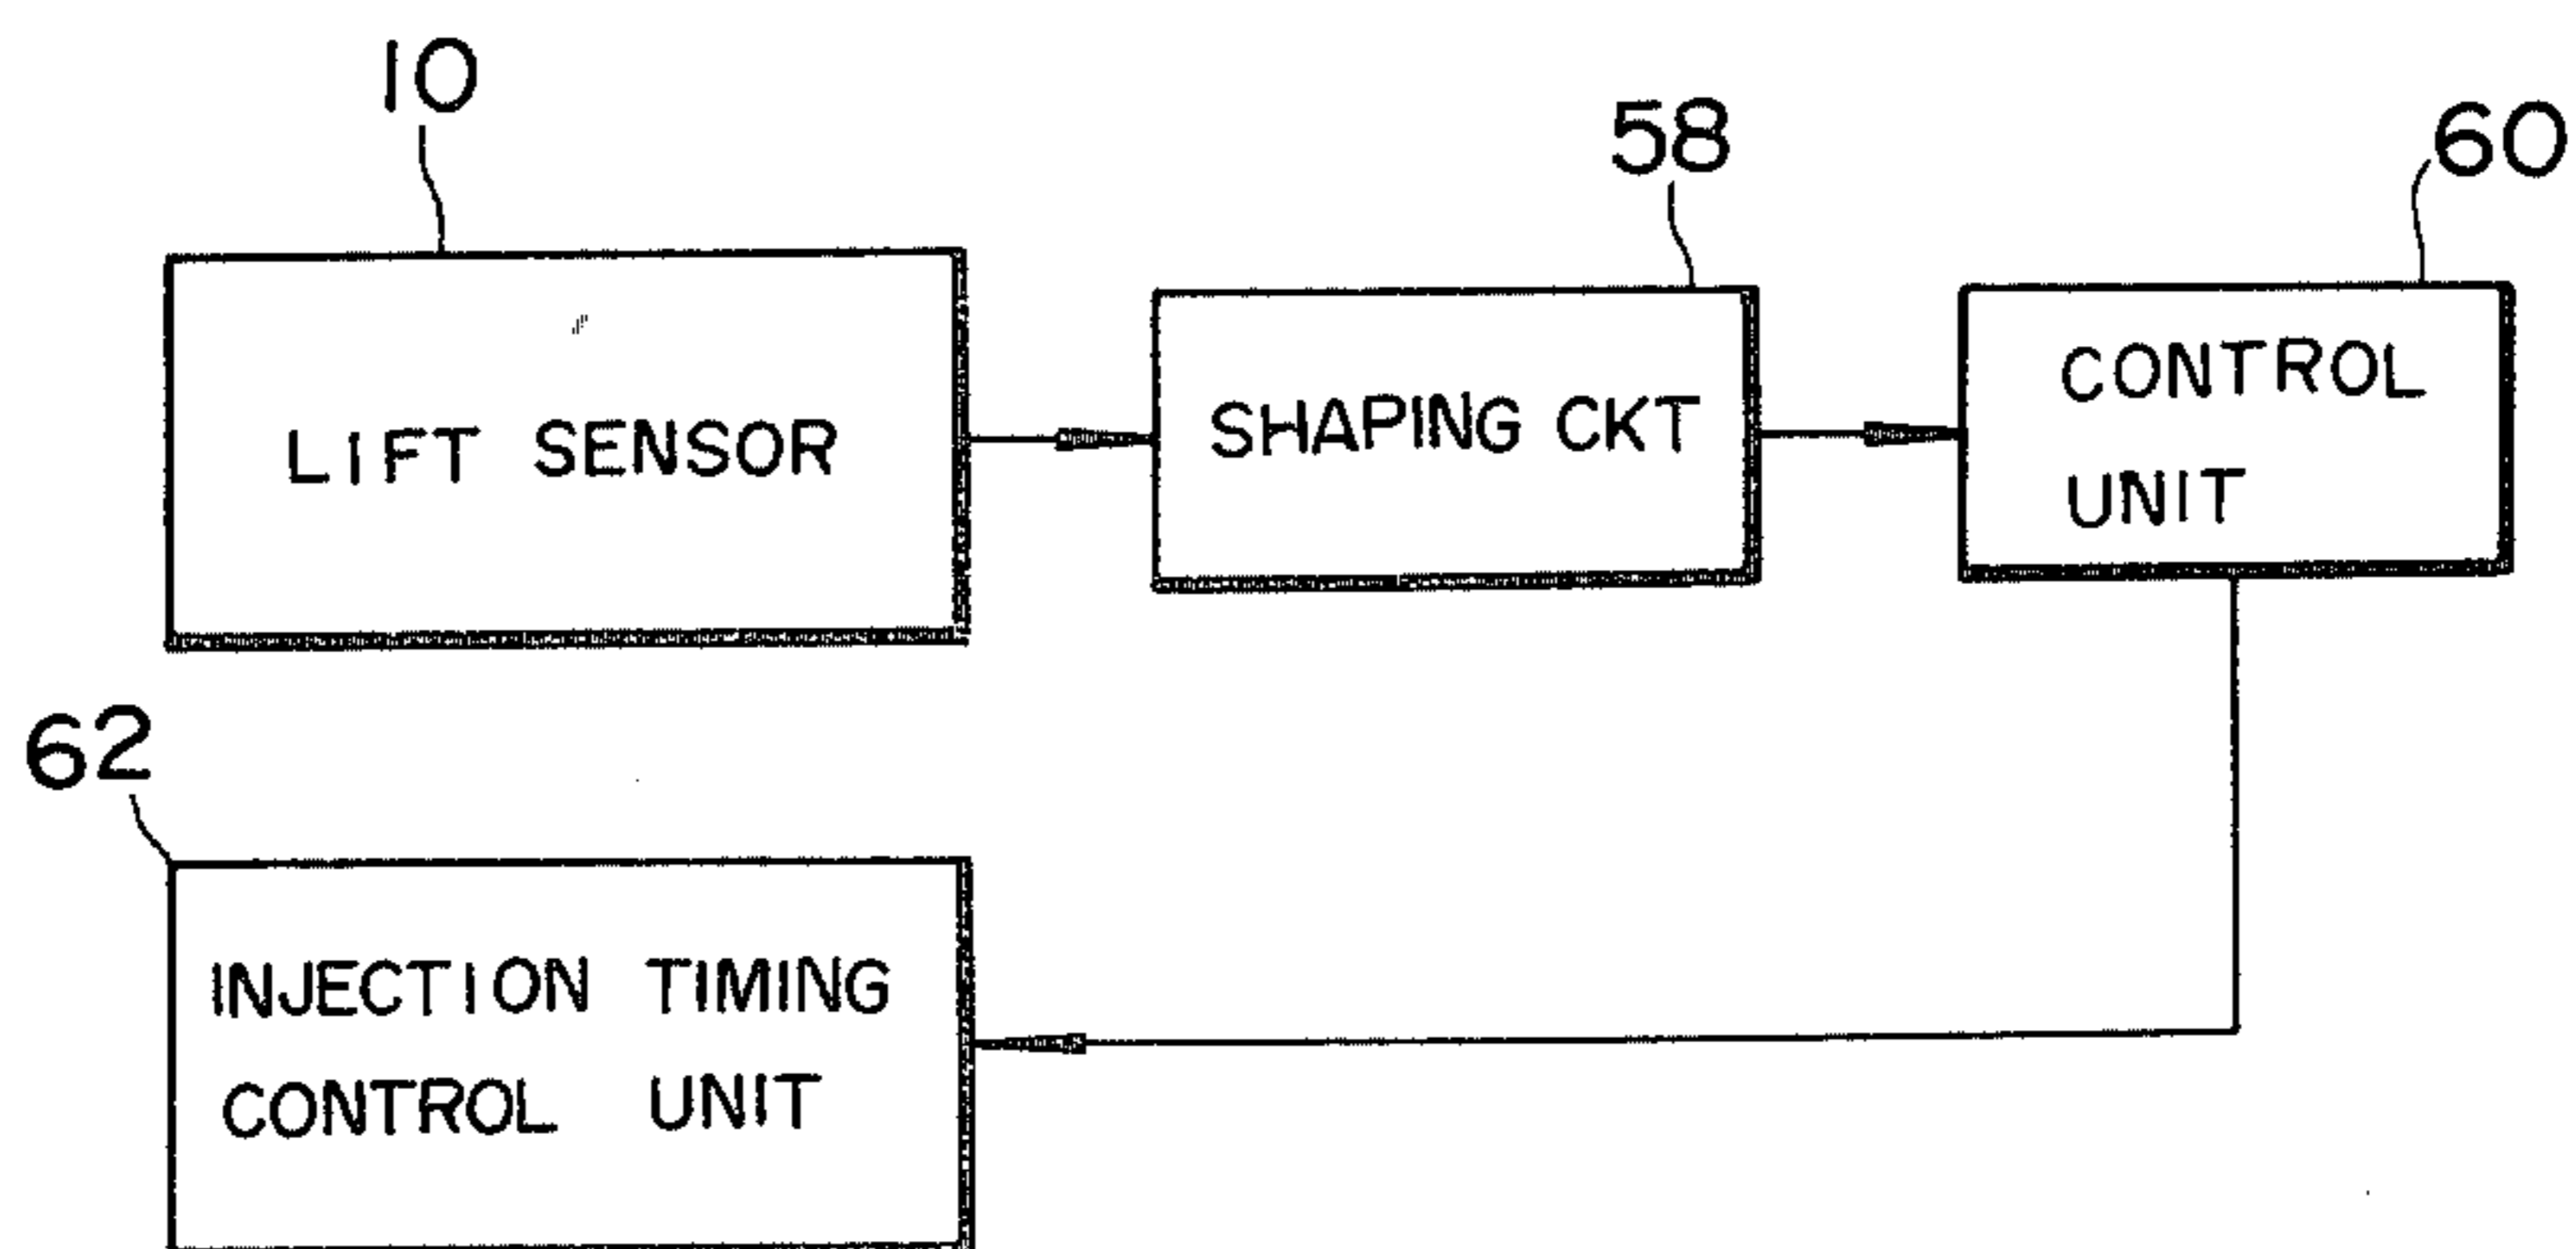 10
58
60
LIFT SENSOR
SHAPING CKT
CONTROL
UNIT
62
INJECTION TIMING
CONTROL UNIT